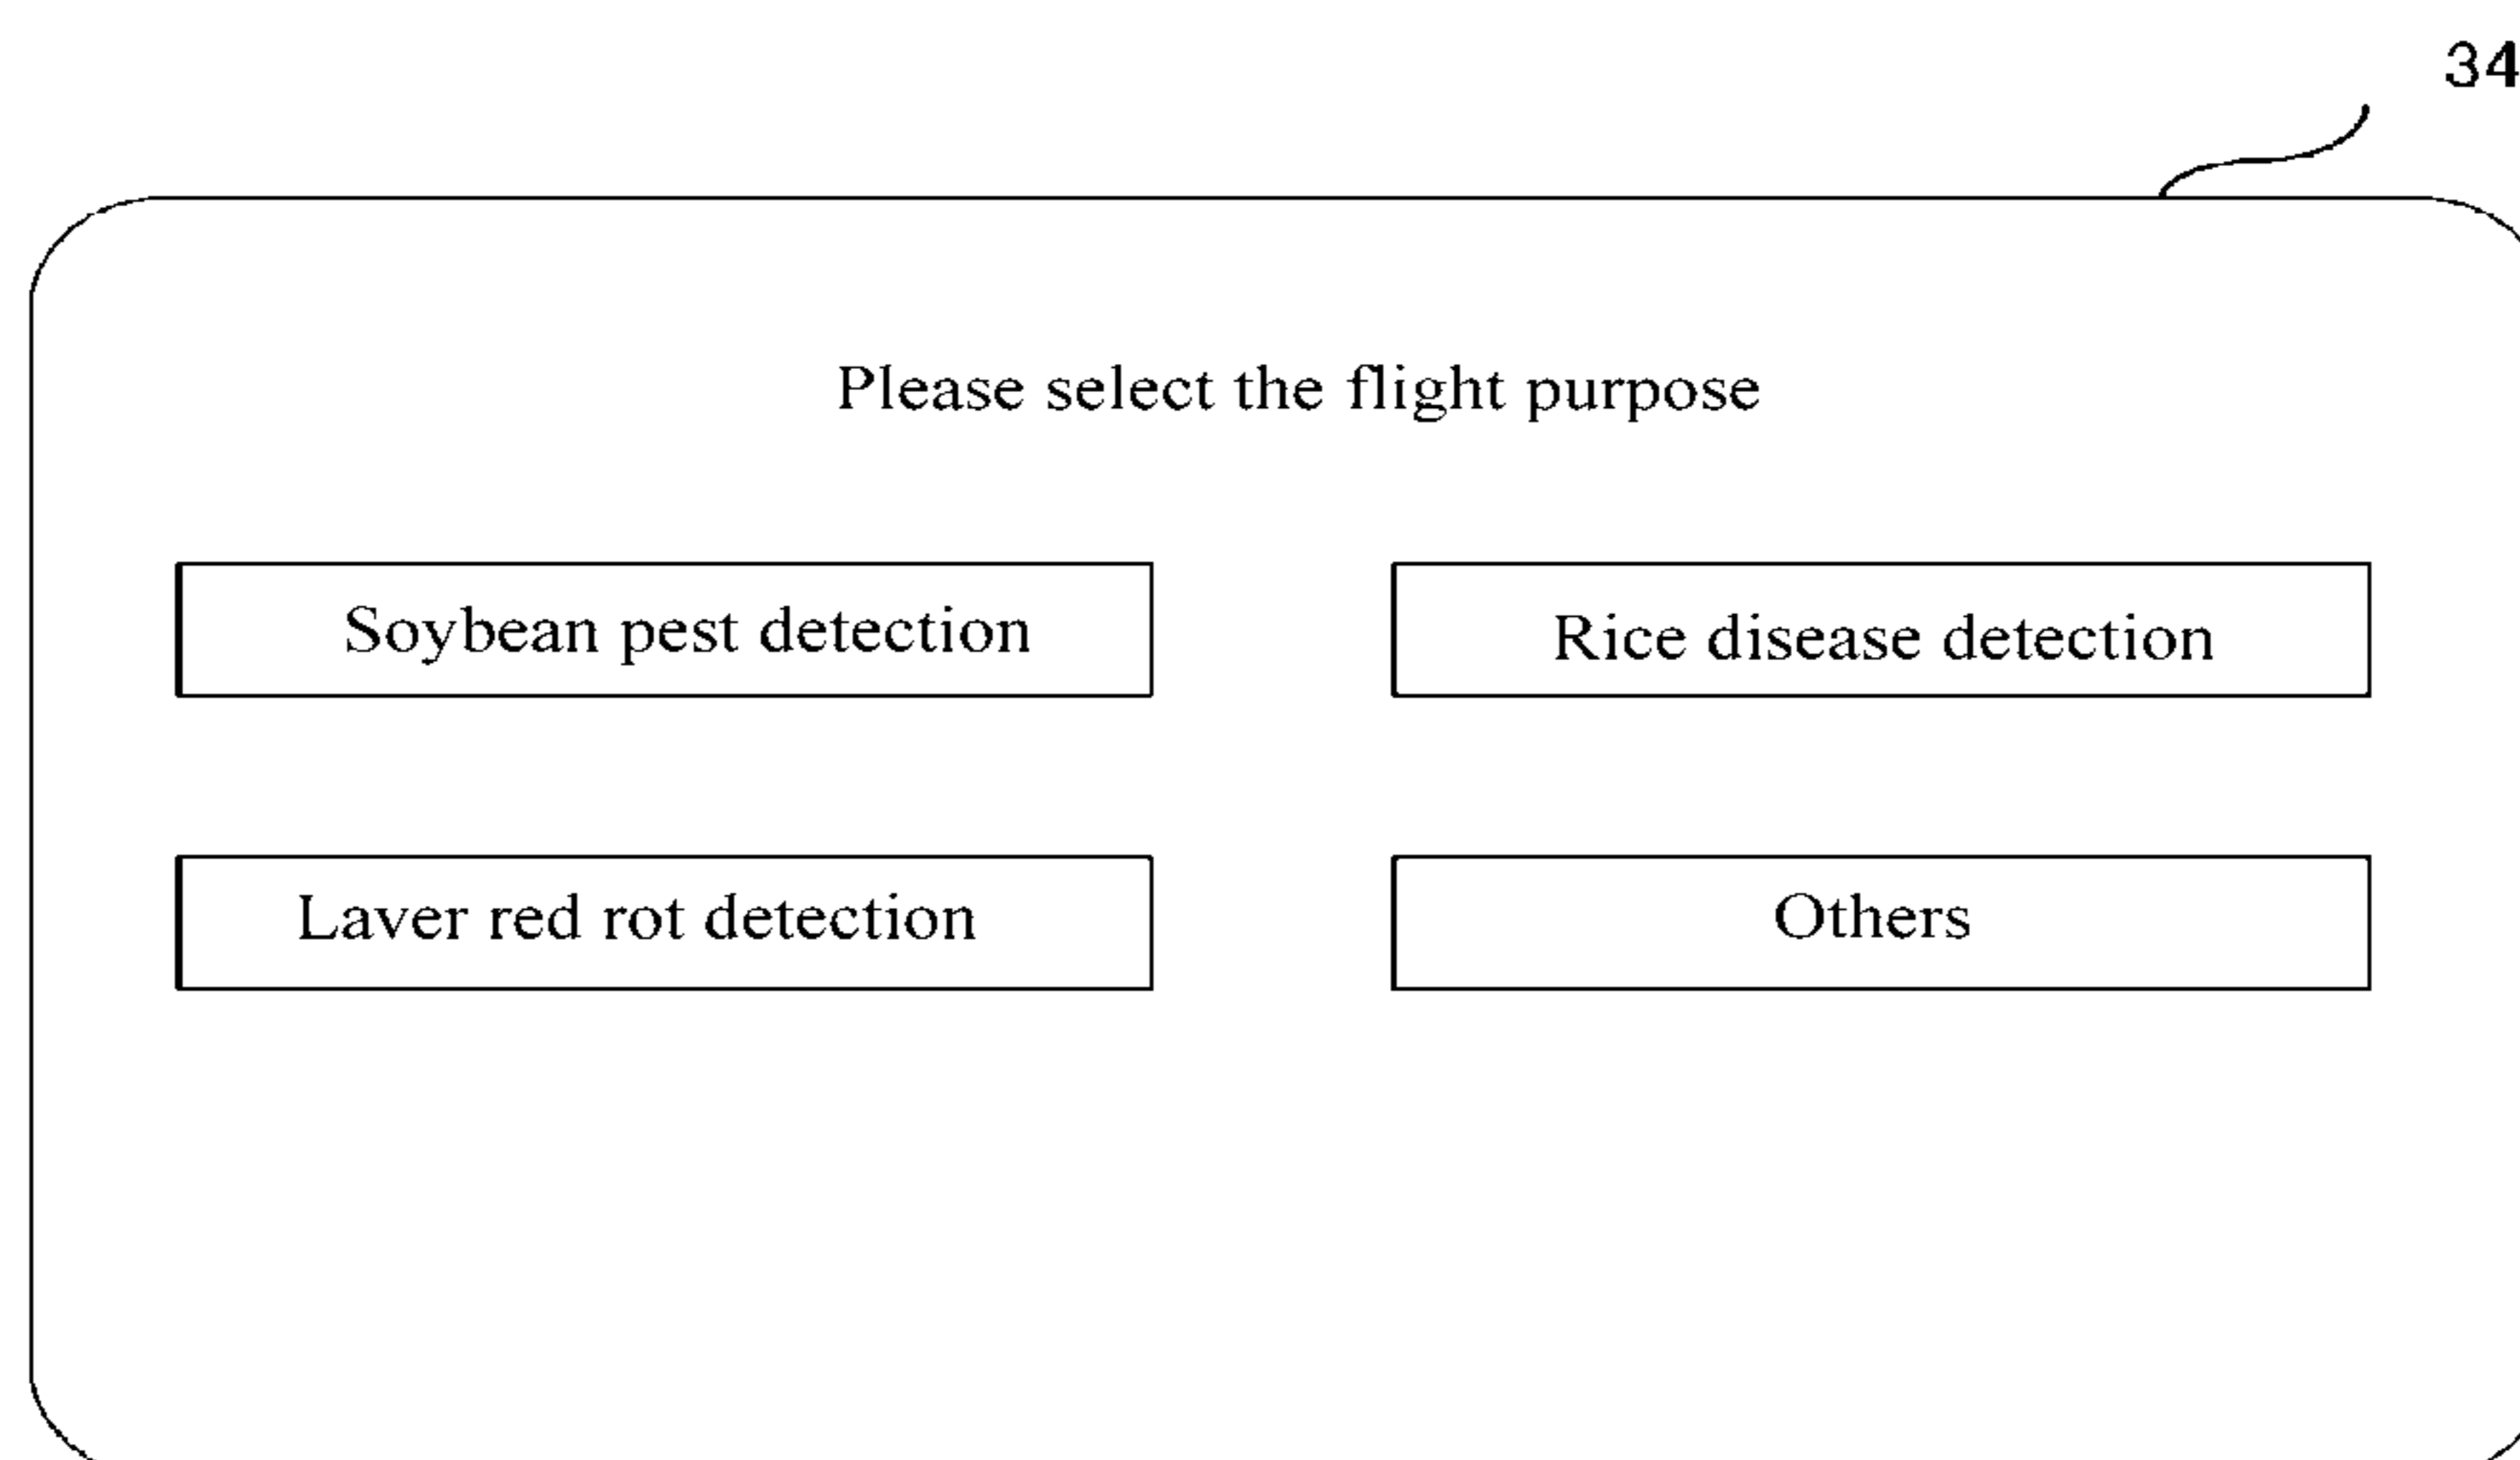 34
Please select the flight purpose
Soybean pest detection
Rice disease detection
Laver red rot detection
Others